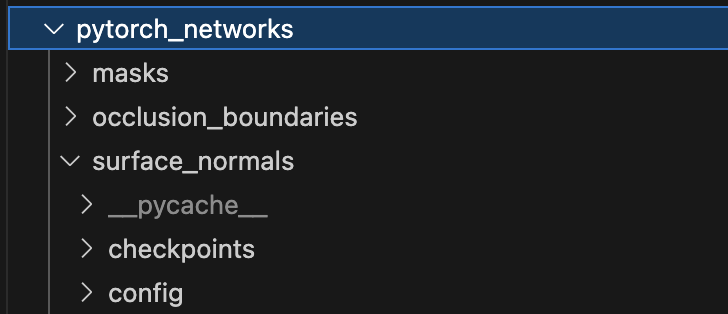 pytorch_networks
masks
occlusion_boundaries
surface_normals
__pycache__
checkpoints
config